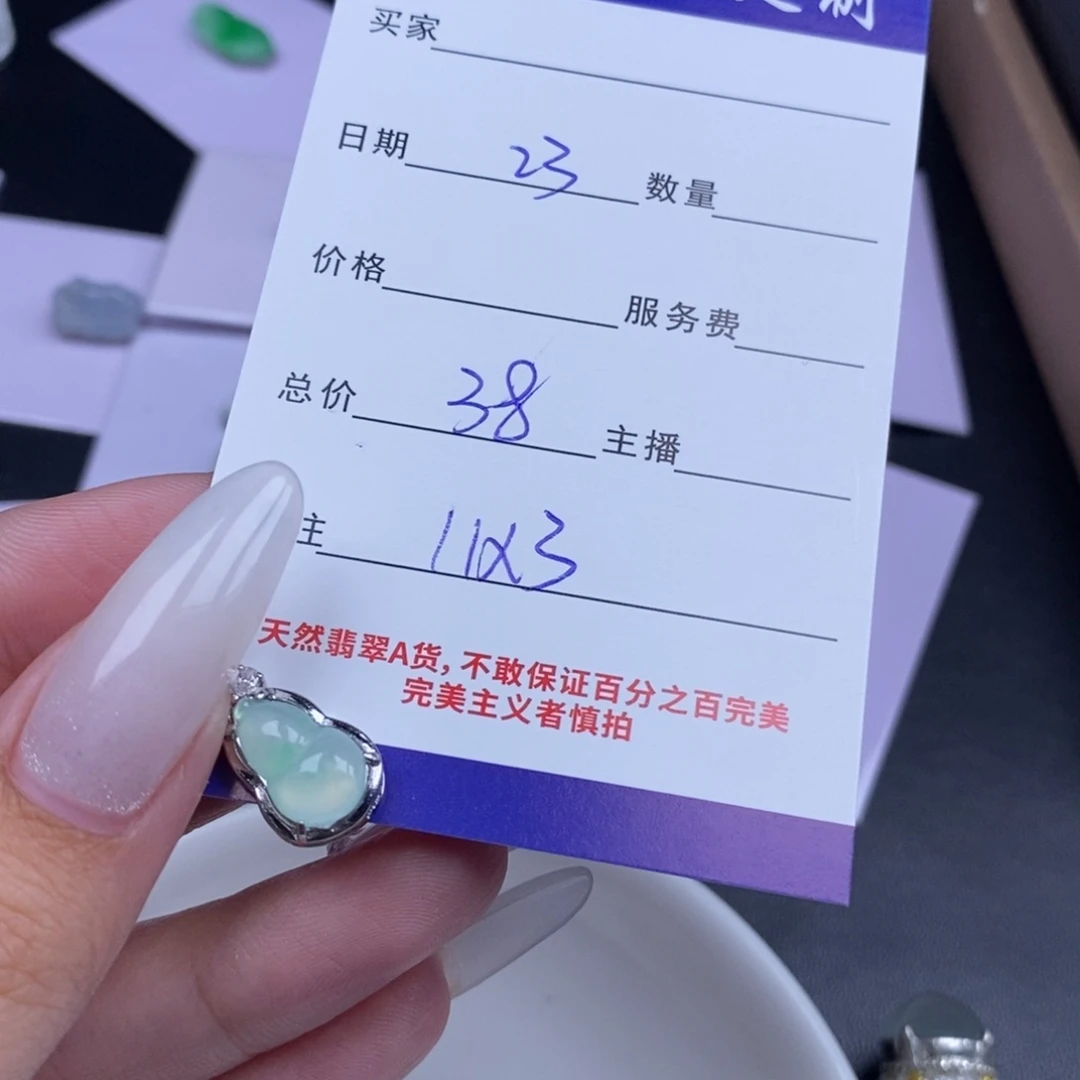 买家
日期 23 数量
价格 服务费
总价 38 主播
主 11x3
天然翡翠A货，不敢保证百分之百完美
完美主义者慎拍